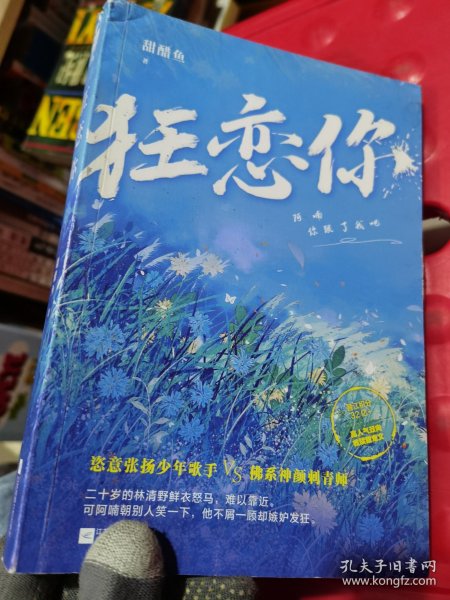 甜醋鱼
著
狂恋你
阿喃
你跟了我吧
恣意张扬少年歌手 VS 佛系神颜刺青师
二十岁的林清野鲜衣怒马，难以靠近。
可阿喃朝别人笑一下，他不屑一顾却嫉妒发狂。
孔夫子旧书网
www.kongfz.com